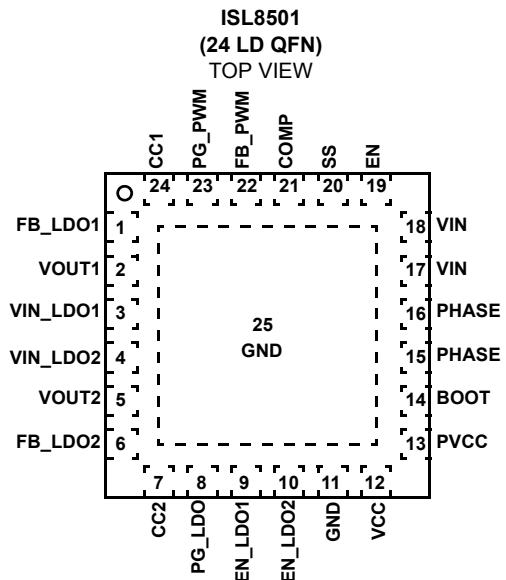 ISL8501
(24 LD QFN)
TOP VIEW
CC1
PG_PWM
FB_PWM
COMP
SS
EN
24 23 22 21 20 19
FB_LDO1 1
VOUT1 2
VIN_LDO1 3
VIN_LDO2 4
VOUT2 5
FB_LDO2 6
25
GND
18 VIN
17 VIN
16 PHASE
15 PHASE
14 BOOT
13 PVCC
7 8 9 10 11 12
CC2
PG_LDO
EN_LDO1
EN_LDO2
GND
VCC